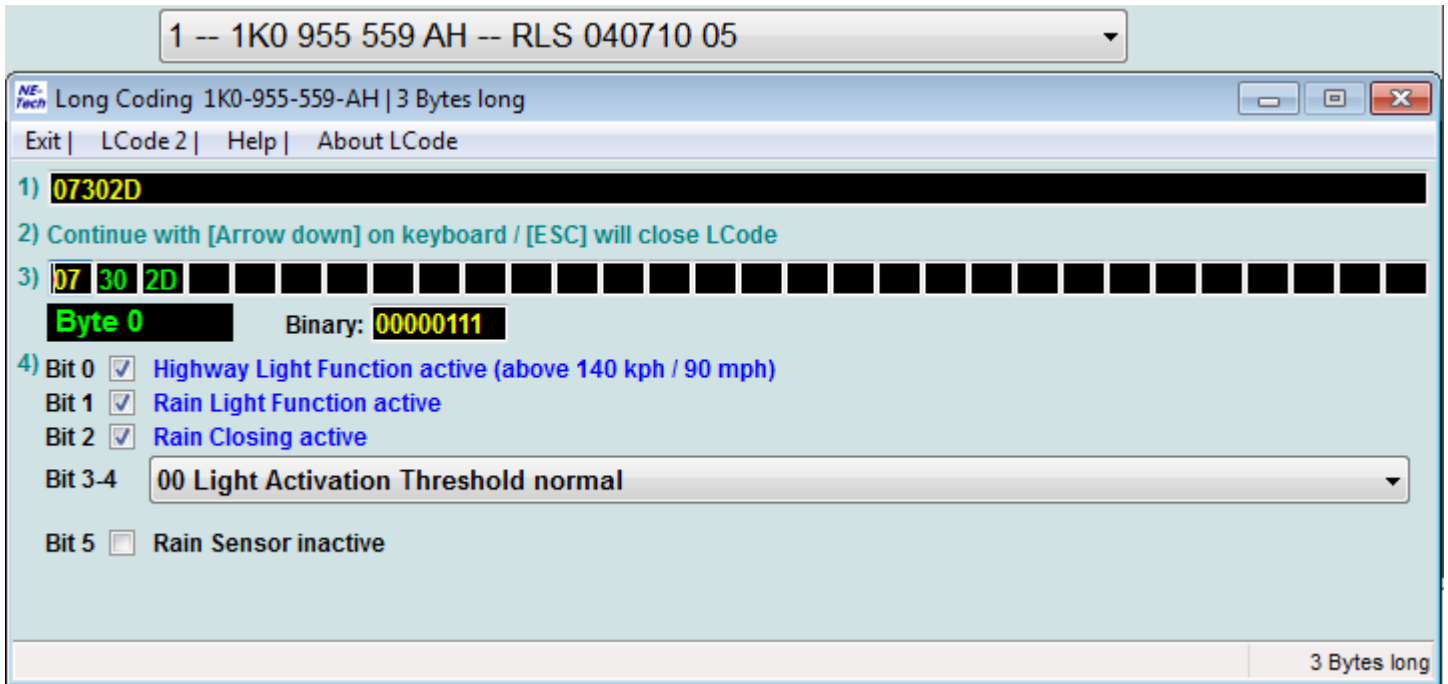 1 -- 1K0 955 559 AH -- RLS 040710 05
NE-Tech Long Coding 1K0-955-559-AH | 3 Bytes long
Exit | LCode 2 | Help | About LCode
1) 07302D
2) Continue with [Arrow down] on keyboard / [ESC] will close LCode
3) 07 30 2D
Byte 0 Binary: 00000111
4) Bit 0 Highway Light Function active (above 140 kph / 90 mph)
Bit 1 Rain Light Function active
Bit 2 Rain Closing active
Bit 3-4 00 Light Activation Threshold normal
Bit 5 Rain Sensor inactive
3 Bytes long